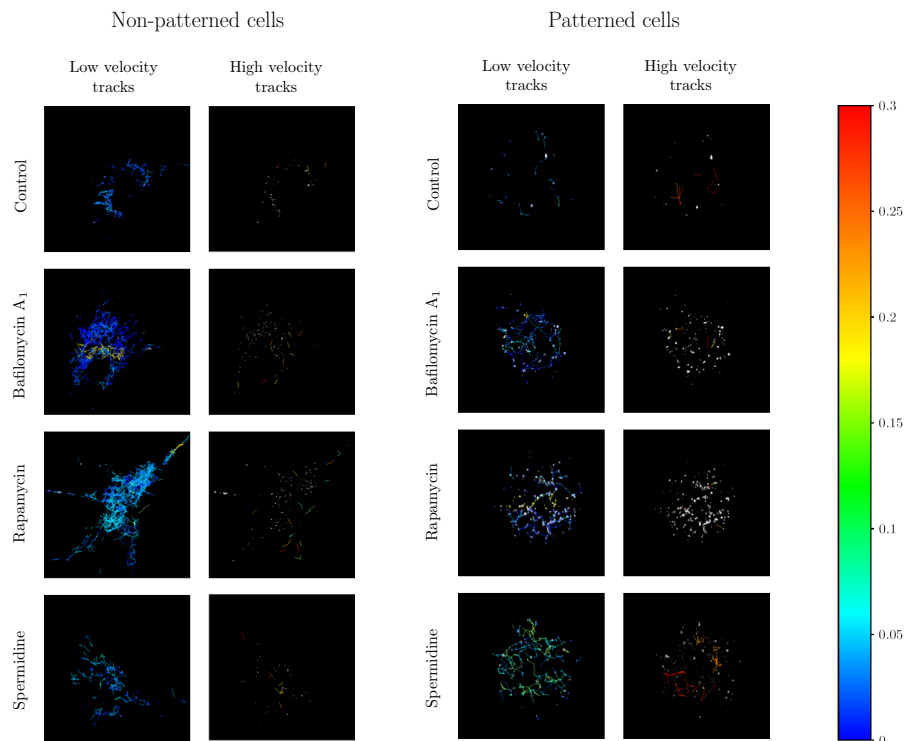 Non-patterned cells
Patterned cells
Low velocity
tracks
High velocity
tracks
Low velocity
tracks
High velocity
tracks
Control
Control
Bafilomycin A₁
Bafilomycin A₁
Rapamycin
Rapamycin
Spermidine
Spermidine
0.3
0.25
0.2
0.15
0.1
0.05
0